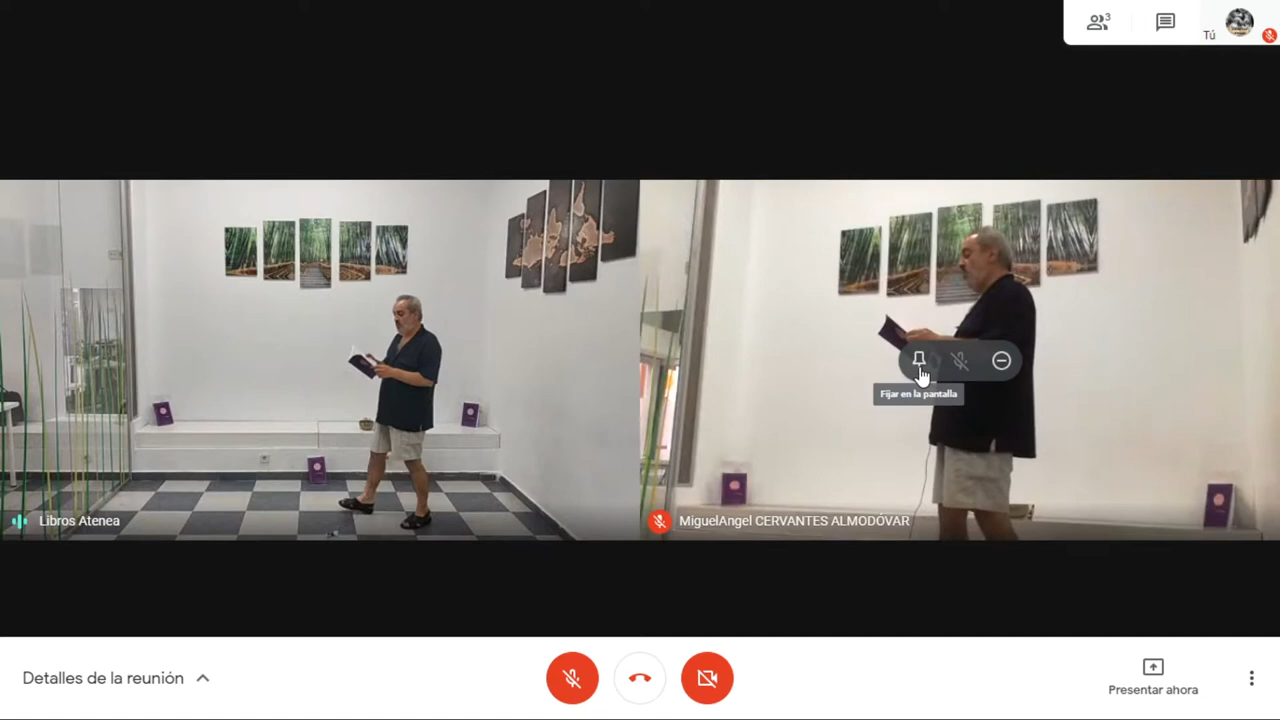 3
Tú
Fijar en la pantalla
Libros Atenea
MiguelAngel CERVANTES ALMODÓVAR
Detalles de la reunión
Presentar ahora